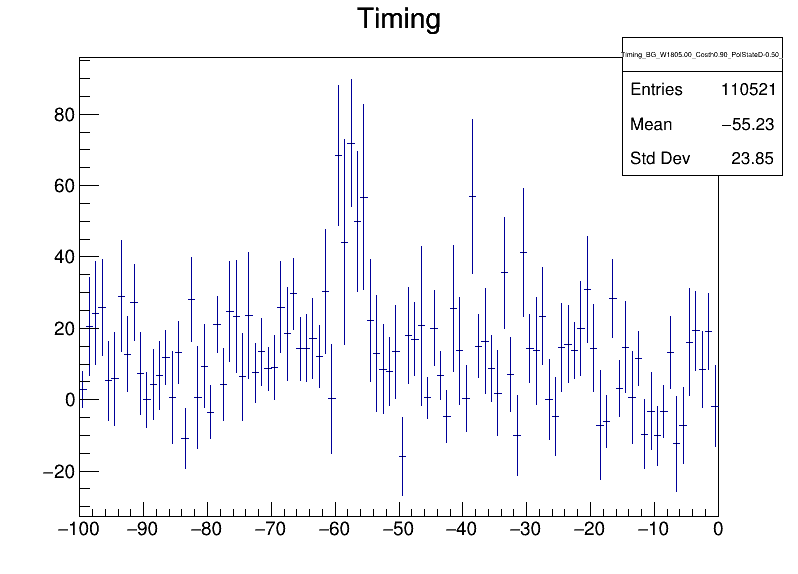 Timing
Timing_BG_W1805.00_Costh0.90_PolStateD-0.50_
Entries 110521
Mean −55.23
Std Dev 23.85
80
60
40
20
0
−20
−100 −90 −80 −70 −60 −50 −40 −30 −20 −10 0